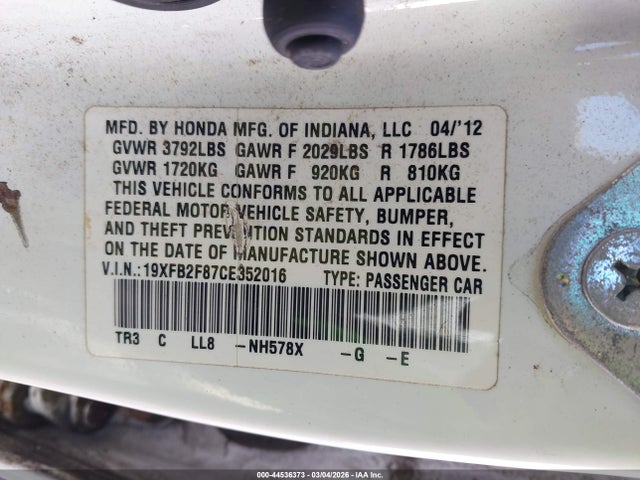 MFD. BY HONDA MFG. OF INDIANA, LLC 04/'12
GVWR 3792LBS GAWR F 2029LBS R 1786LBS
GVWR 1720KG GAWR F 920KG R 810KG
THIS VEHICLE CONFORMS TO ALL APPLICABLE
FEDERAL MOTOR VEHICLE SAFETY, BUMPER,
AND THEFT PREVENTION STANDARDS IN EFFECT
ON THE DATE OF MANUFACTURE SHOWN ABOVE.
V.I.N.:19XFB2F87CE352016 TYPE: PASSENGER CAR
TR3 C LL8 -NH578X -G -E
000-44536373 - 03/04/2026 - IAA Inc.